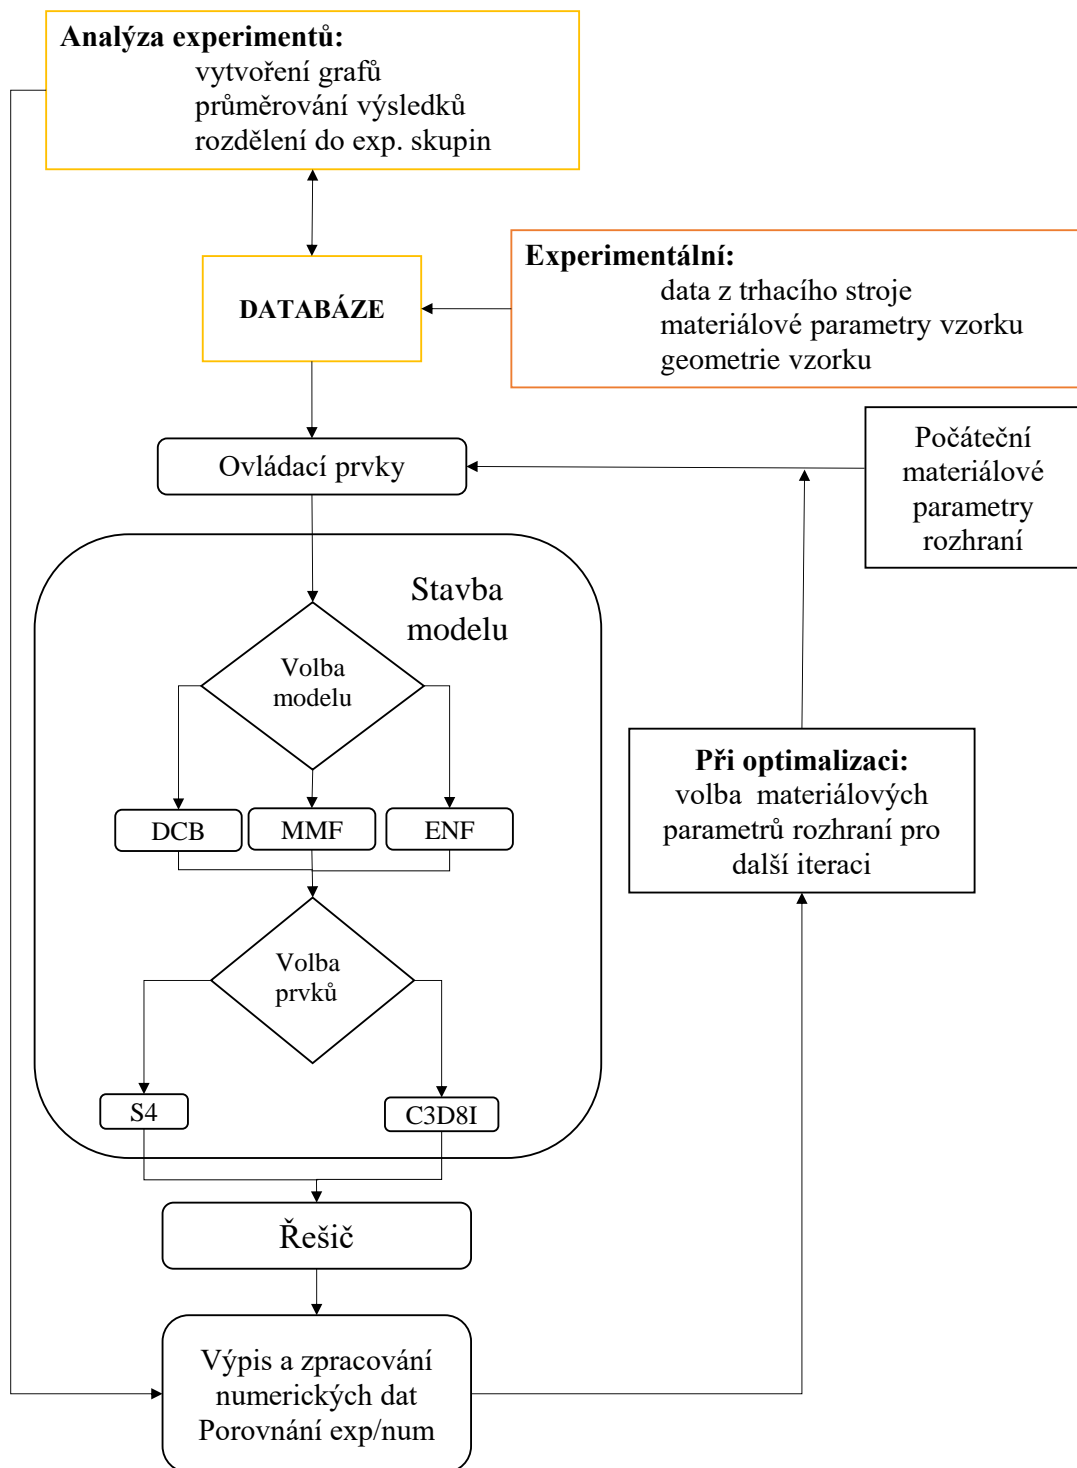 Analýza experimentů:
vytvoření grafů
průměrování výsledků
rozdělení do exp. skupin
Experimentální:
data z trhacího stroje
materiálové parametry vzorku
geometrie vzorku
DATABÁZE
Ovládací prvky
Počáteční
materiálové
parametry
rozhraní
Stavba
modelu
Volba
modelu
DCB
MMF
ENF
Při optimalizaci:
volba materiálových
parametrů rozhraní pro
další iteraci
Volba
prvků
S4
C3D8I
Řešič
Výpis a zpracování
numerických dat
Porovnání exp/num